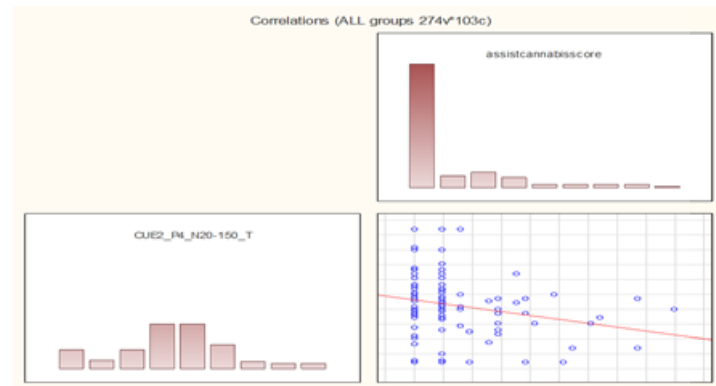 Correlations (ALL groups 274v*103c)
assistcannabisscore
CUE2_P4_N20-150_T